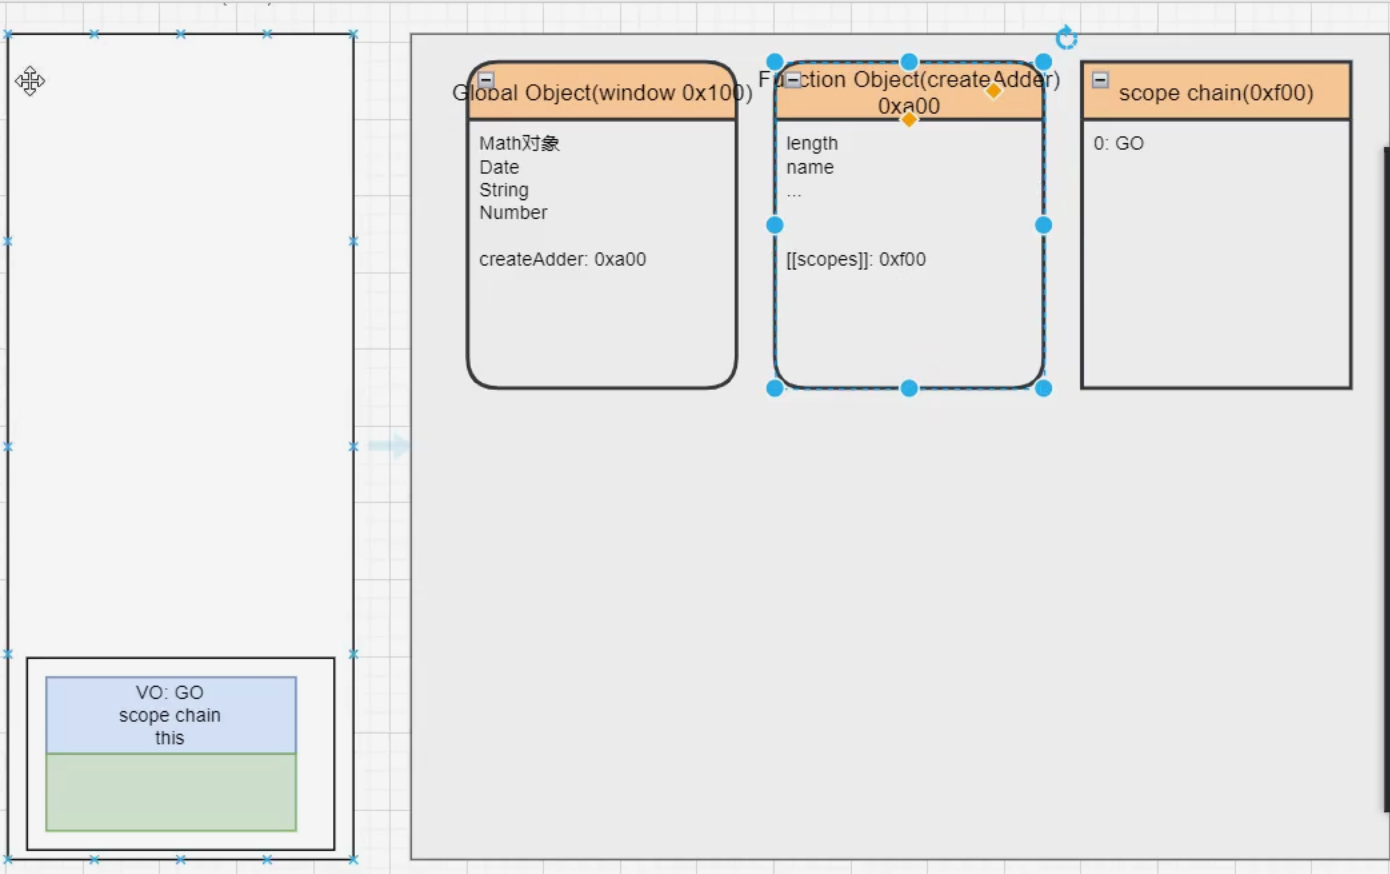 Global Object(window 0x100)
Math对象
Date
String
Number
createAdder: 0xa00
Function Object(createAdder)
0xa00
length
name
...
[[scopes]]: 0xf00
scope chain(0xf00)
0: GO
VO: GO
scope chain
this